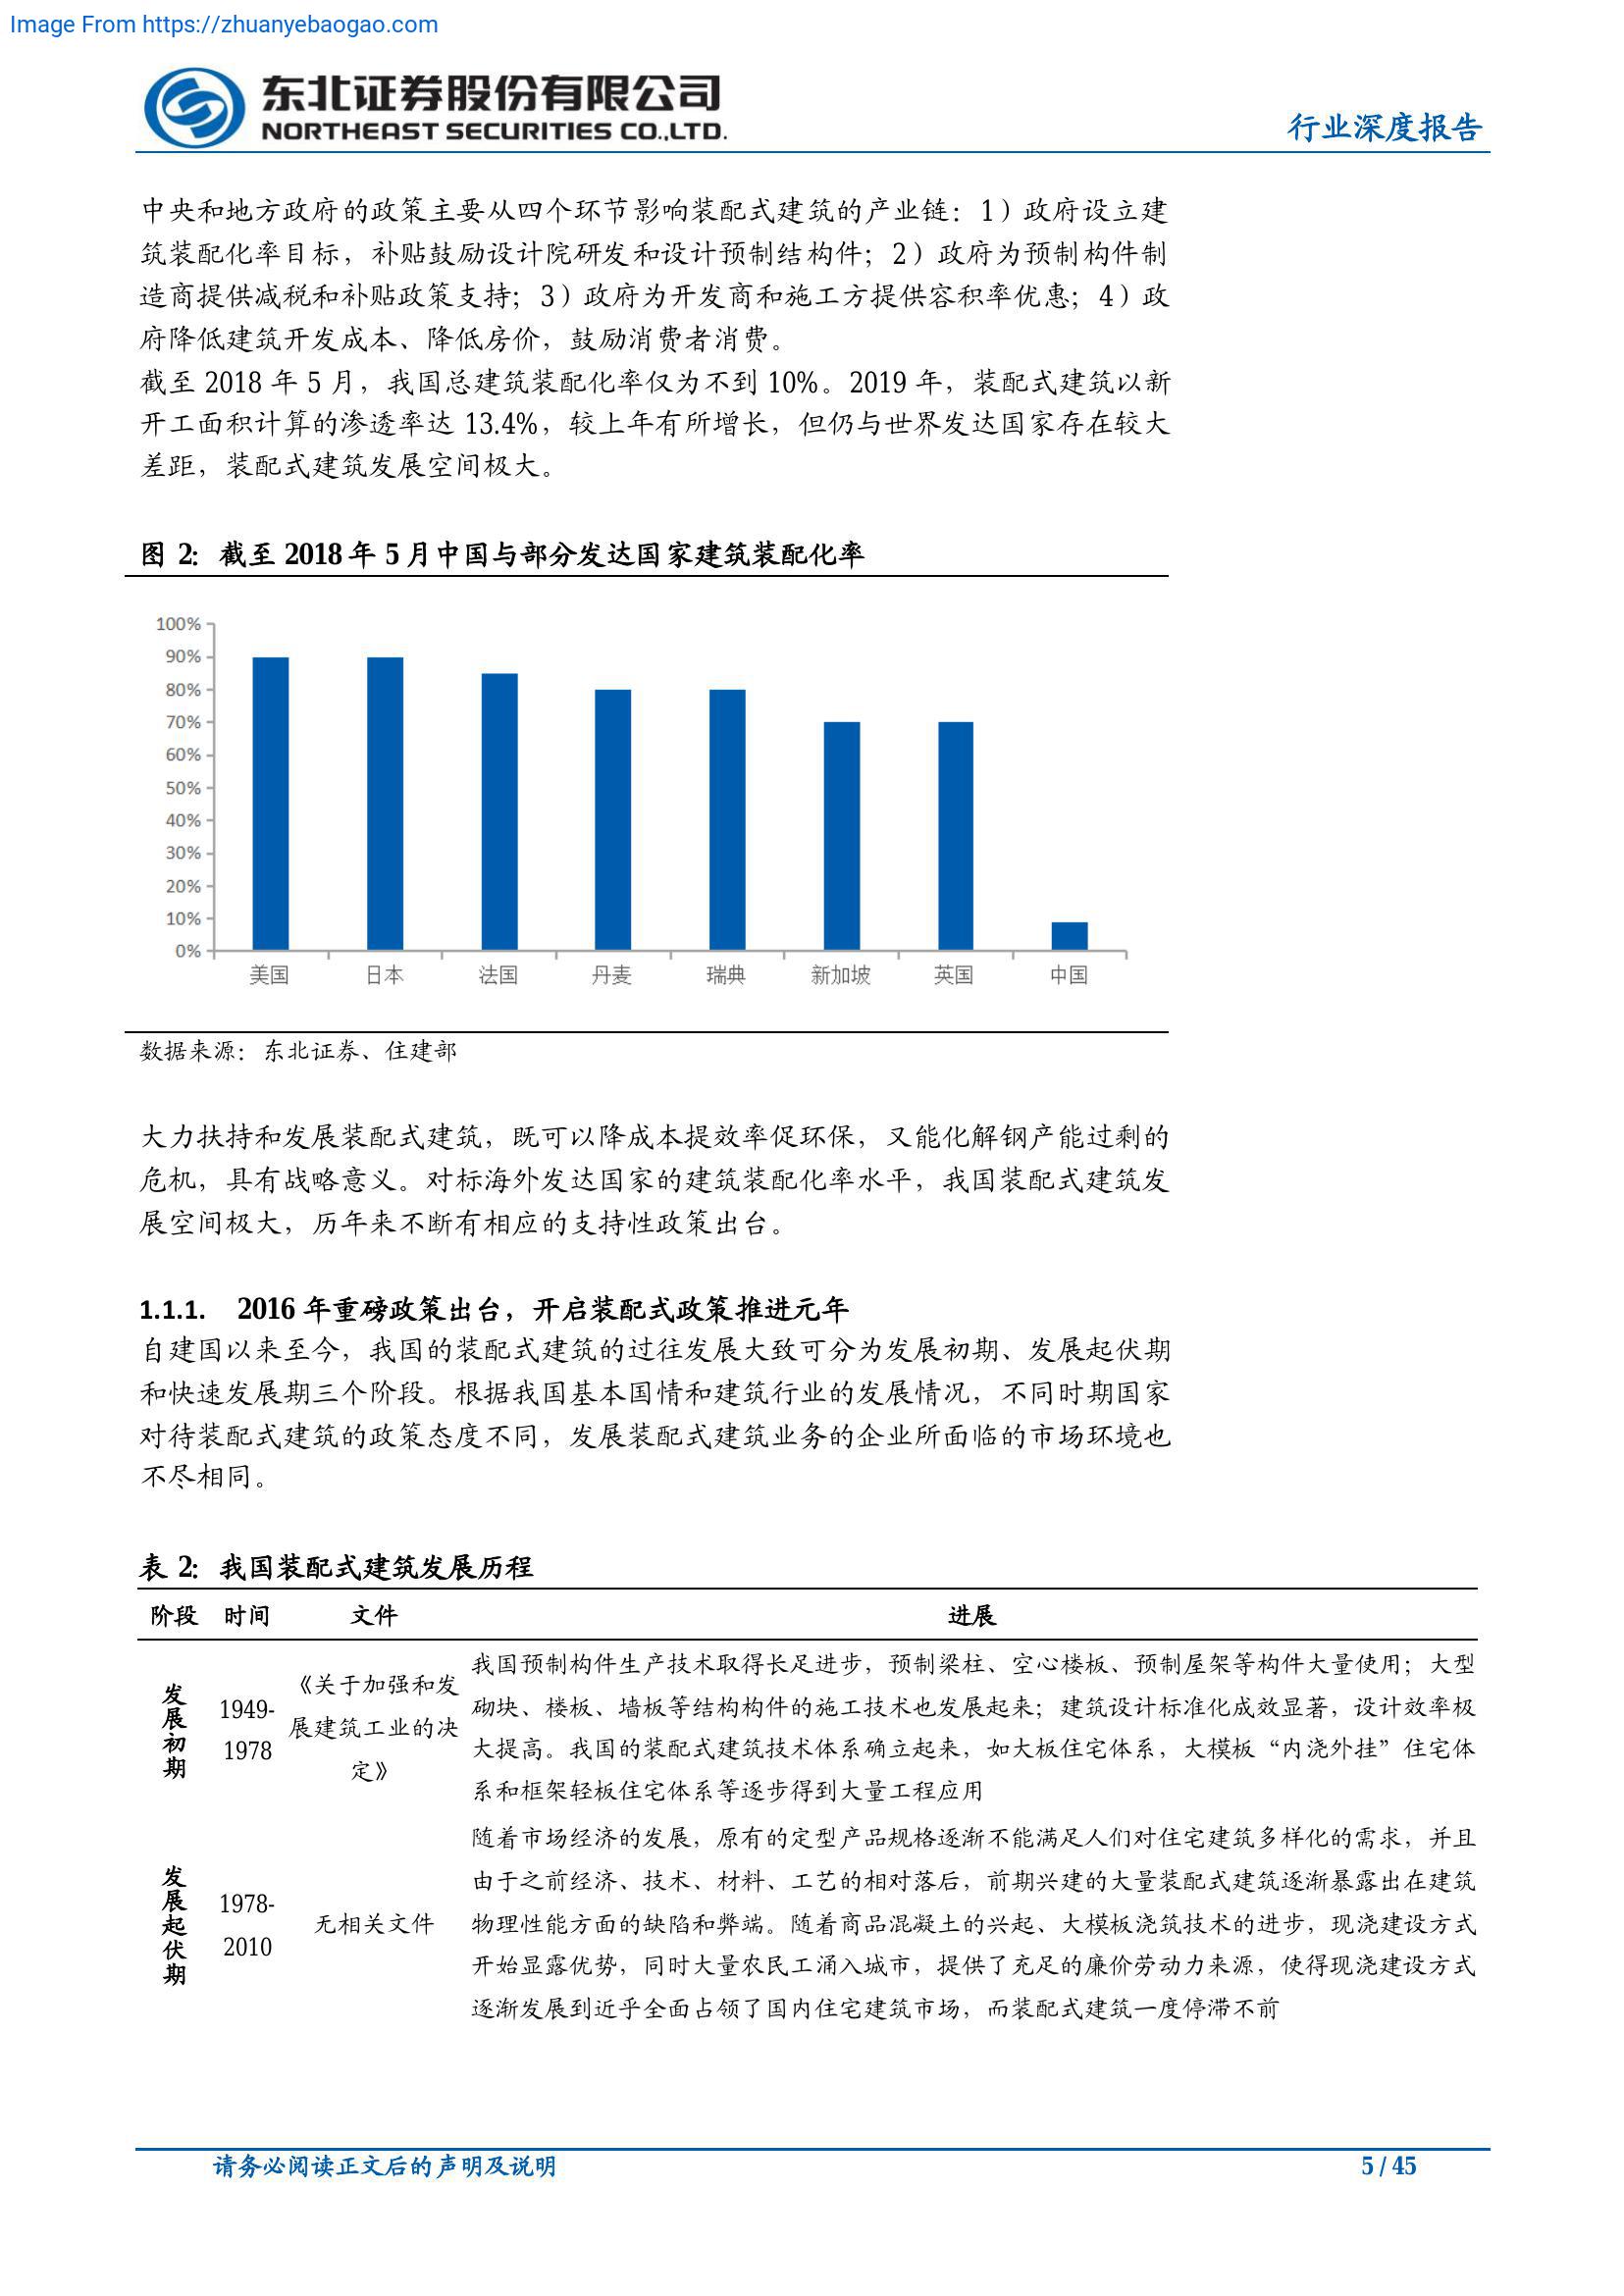 Image From https://zhuanyebaogao.com
东北证券股份有限公司
NORTHEAST SECURITIES CO.,LTD.
行业深度报告
中央和地方政府的政策主要从四个环节影响装配式建筑的产业链：1）政府设立建
筑装配化率目标，补贴鼓励设计院研发和设计预制结构件；2）政府为预制构件制
造商提供减税和补贴政策支持；3）政府为开发商和施工方提供容积率优惠；4）政
府降低建筑开发成本、降低房价，鼓励消费者消费。
截至 2018 年 5 月，我国总建筑装配化率仅为不到 10%。2019 年，装配式建筑以新
开工面积计算的渗透率达 13.4%，较上年有所增长，但仍与世界发达国家存在较大
差距，装配式建筑发展空间极大。
图 2：截至 2018 年 5 月中国与部分发达国家建筑装配化率
100%
90%
80%
70%
60%
50%
40%
30%
20%
10%
0%
美国 日本 法国 丹麦 瑞典 新加坡 英国 中国
数据来源：东北证券、住建部
大力扶持和发展装配式建筑，既可以降成本提效率促环保，又能化解钢产能过剩的
危机，具有战略意义。对标海外发达国家的建筑装配化率水平，我国装配式建筑发
展空间极大，历年来不断有相应的支持性政策出台。
1.1.1. 2016 年重磅政策出台，开启装配式政策推进元年
自建国以来至今，我国的装配式建筑的过往发展大致可分为发展初期、发展起伏期
和快速发展期三个阶段。根据我国基本国情和建筑行业的发展情况，不同时期国家
对待装配式建筑的政策态度不同，发展装配式建筑业务的企业所面临的市场环境也
不尽相同。
表 2：我国装配式建筑发展历程
阶段 时间 文件 进展
发展初期
1949-
1978
《关于加强和发
展建筑工业的决
定》
我国预制构件生产技术取得长足进步，预制梁柱、空心楼板、预制屋架等构件大量使用；大型
砌块、楼板、墙板等结构构件的施工技术也发展起来；建筑设计标准化成效显著，设计效率极
大提高。我国的装配式建筑技术体系确立起来，如大板住宅体系，大模板“内浇外挂”住宅体
系和框架轻板住宅体系等逐步得到大量工程应用
发展起伏期
1978-
2010
无相关文件
随着市场经济的发展，原有的定型产品规格逐渐不能满足人们对住宅建筑多样化的需求，并且
由于之前经济、技术、材料、工艺的相对落后，前期兴建的大量装配式建筑逐渐暴露出在建筑
物理性能方面的缺陷和弊端。随着商品混凝土的兴起、大模板浇筑技术的进步，现浇建设方式
开始显露优势，同时大量农民工涌入城市，提供了充足的廉价劳动力来源，使得现浇建设方式
逐渐发展到近乎全面占领了国内住宅建筑市场，而装配式建筑一度停滞不前
请务必阅读正文后的声明及说明
5 / 45